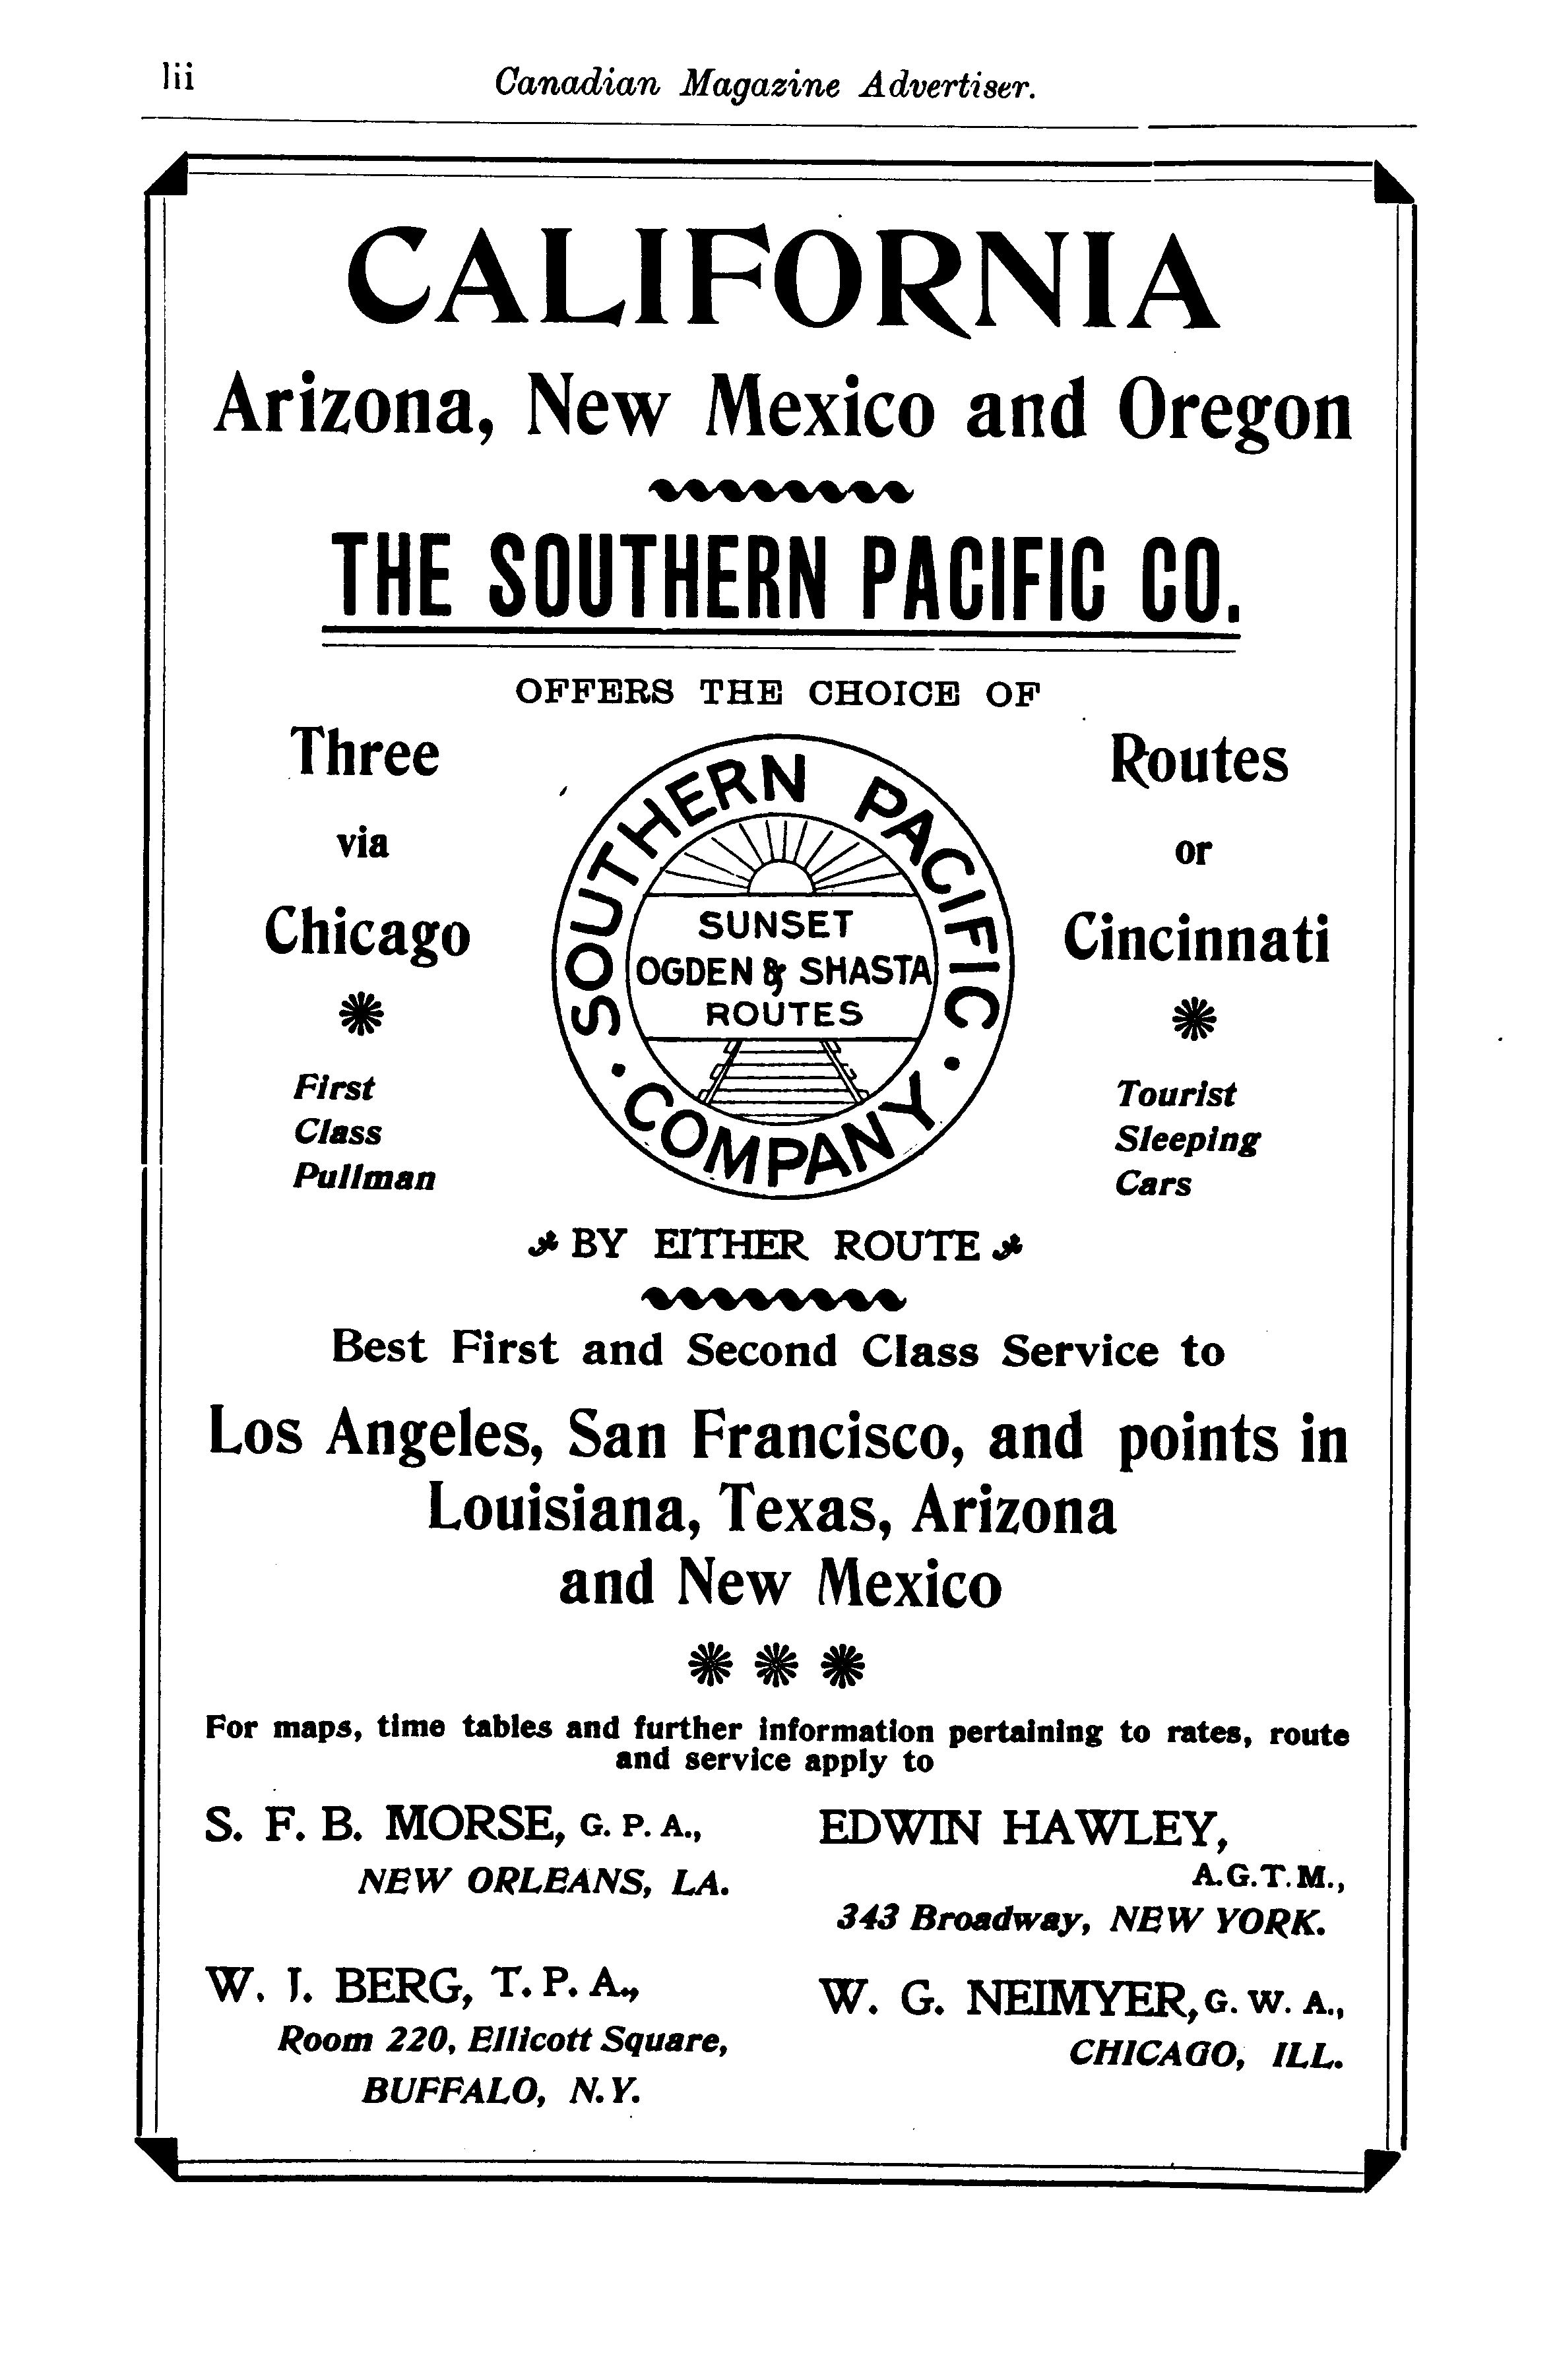 lii
Canadian Magazine Advertiser.
CALIFORNIA
Arizona, New Mexico and Oregon
THE SOUTHERN PACIFIC CO.
OFFERS THE CHOICE OF
Three Routes
via or
Chicago Cincinnati
SOUTHERN PACIFIC
· COMPANY ·
SUNSET
OGDEN & SHASTA
ROUTES
First
Class
Pullman
Tourist
Sleeping
Cars
BY EITHER ROUTE
Best First and Second Class Service to
Los Angeles, San Francisco, and points in
Louisiana, Texas, Arizona
and New Mexico
For maps, time tables and further information pertaining to rates, route
and service apply to
S. F. B. MORSE, G. P. A.,
NEW ORLEANS, LA.
EDWIN HAWLEY,
A.G.T.M.,
343 Broadway, NEW YORK.
W. J. BERG, T. P. A.,
Room 220, Ellicott Square,
BUFFALO, N.Y.
W. G. NEIMYER, G. W. A.,
CHICAGO, ILL.